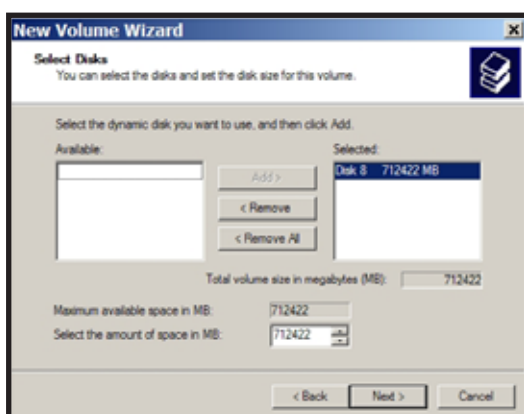 New Volume Wizard
Select Disks
You can select the disks and set the disk size for this volume.
Select the dynamic disk you want to use, and then click Add.
Available:
Selected:
Add >
Disk 8 712422 MB
< Remove
< Remove All
Total volume size in megabytes (MB): 712422
Maximum available space in MB: 712422
Select the amount of space in MB: 712422
< Back Next > Cancel